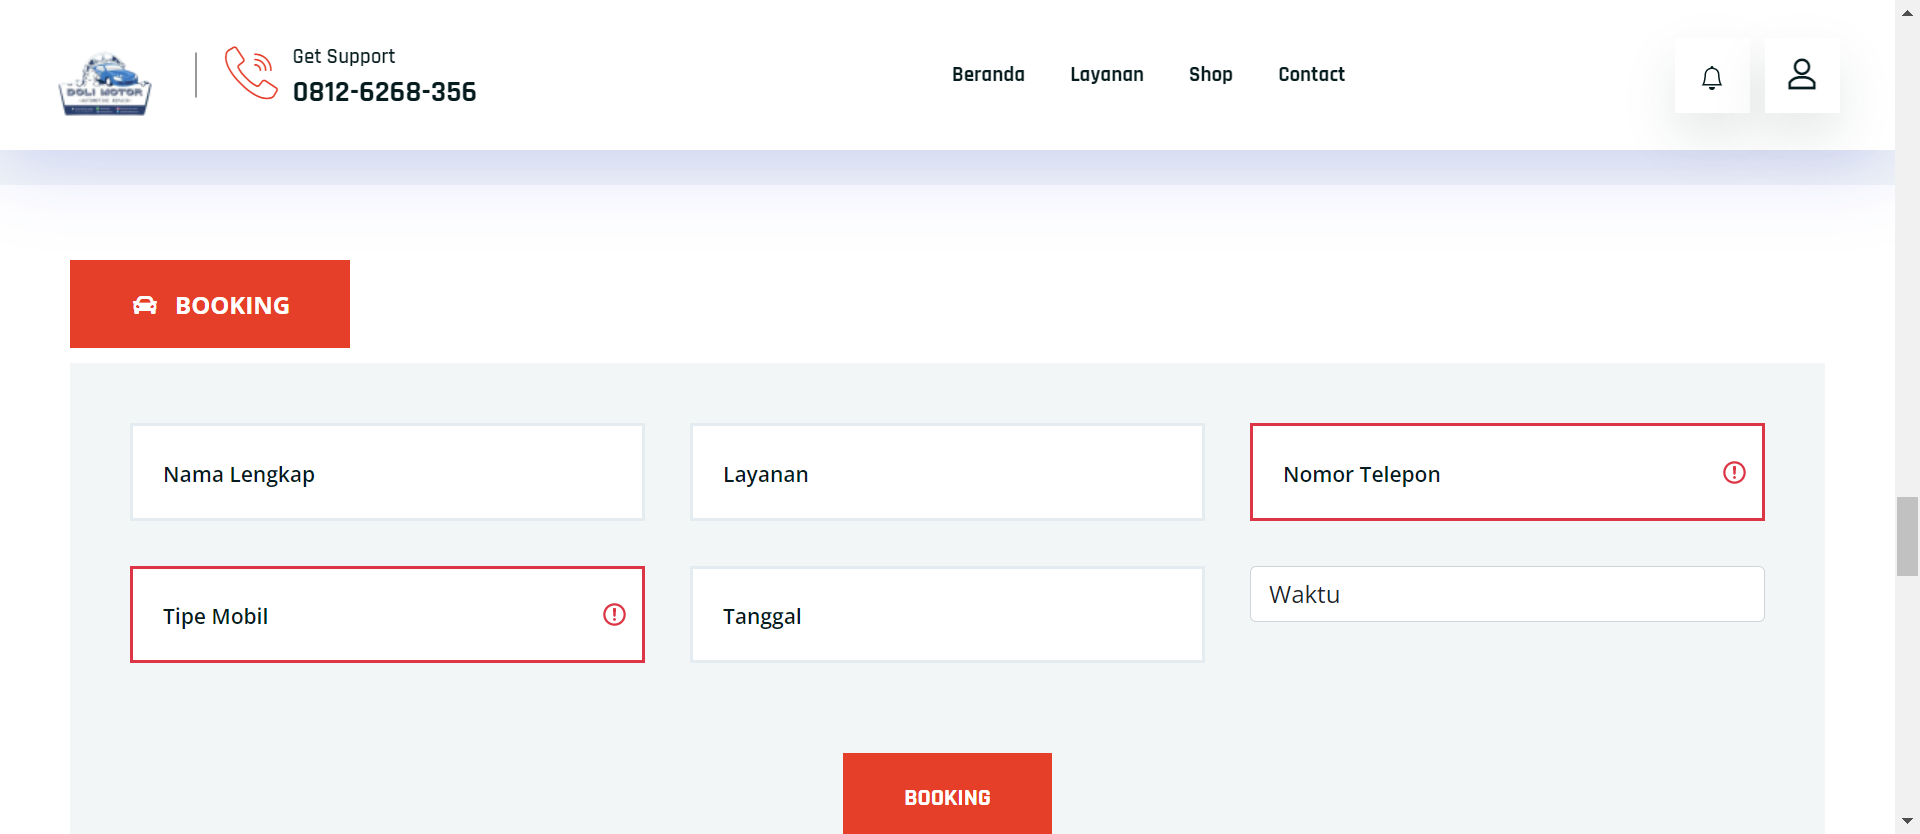 DOLI MOTOR
Get Support
0812-6268-356
Beranda
Layanan
Shop
Contact
BOOKING
Nama Lengkap
Layanan
Nomor Telepon
Tipe Mobil
Tanggal
Waktu
BOOKING